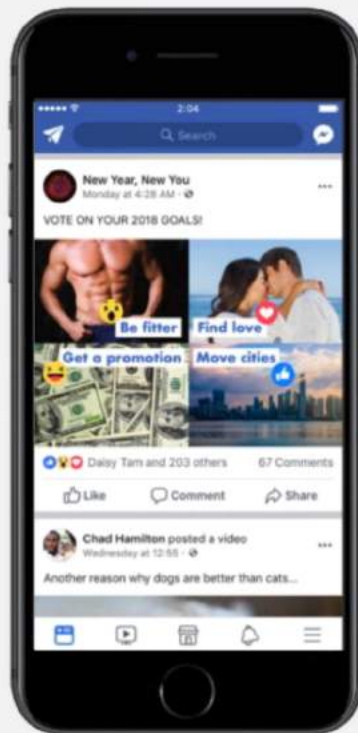 2:04
Search
New Year, New You
Monday at 4:28 AM ·
VOTE ON YOUR 2018 GOALS!
Be fitter
Find love
Get a promotion
Move cities
Daisy Tam and 203 others
67 Comments
Like
Comment
Share
Chad Hamilton posted a video
Wednesday at 12:55 ·
Another reason why dogs are better than cats...